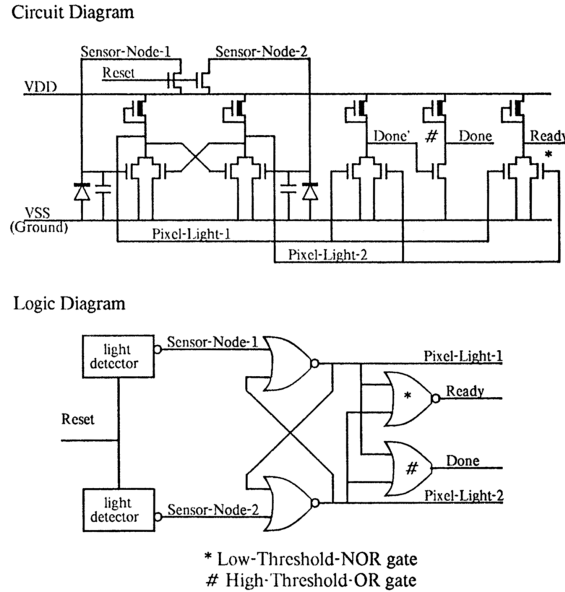 Circuit Diagram
Sensor-Node-1
Sensor-Node-2
Reset
VDD
Done'
#
Done
Ready
*
VSS
(Ground)
Pixel-Light-1
Pixel-Light-2
Logic Diagram
light
detector
Sensor-Node-1
Pixel-Light-1
*
Ready
Reset
#
Done
light
detector
Sensor-Node-2
Pixel-Light-2
* Low-Threshold-NOR gate
# High-Threshold-OR gate